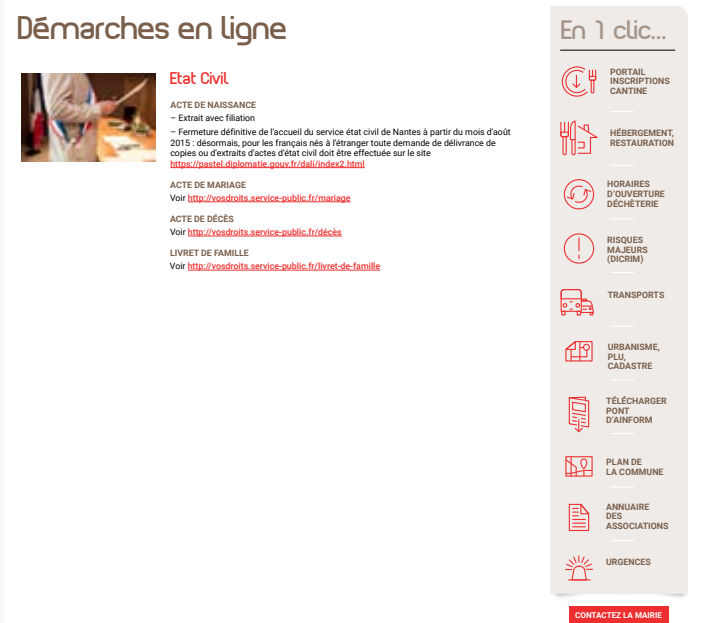 Démarches en ligne
Etat Civil
ACTE DE NAISSANCE
– Extrait avec filiation
– Fermeture définitive de l'accueil du service état civil de Nantes à partir du mois d'août
2015 : désormais, pour les français nés à l'étranger toute demande de délivrance de
copies ou d'extraits d'actes d'état civil doit être effectuée sur le site
https://pastel.diplomatie.gouv.fr/dali/index2.html
ACTE DE MARIAGE
Voir http://vosdroits.service-public.fr/mariage
ACTE DE DÉCÈS
Voir http://vosdroits.service-public.fr/décès
LIVRET DE FAMILLE
Voir http://vosdroits.service-public.fr/livret-de-famille
En 1 clic...
PORTAIL
INSCRIPTIONS
CANTINE
HÉBERGEMENT,
RESTAURATION
HORAIRES
D'OUVERTURE
DÉCHÈTERIE
RISQUES
MAJEURS
(DICRIM)
TRANSPORTS
URBANISME,
PLU,
CADASTRE
TÉLÉCHARGER
PONT
D'AINFORM
PLAN DE
LA COMMUNE
ANNUAIRE
DES
ASSOCIATIONS
URGENCES
CONTACTEZ LA MAIRIE